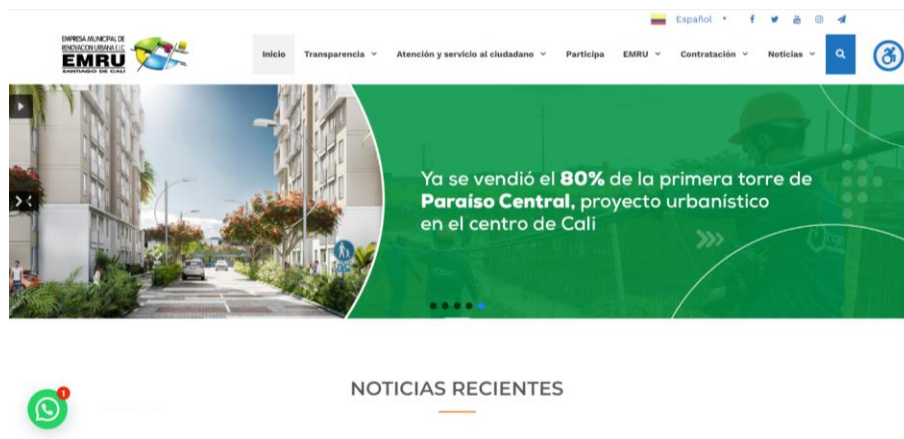 Español
EMPRESA MUNICIPAL DE
RENOVACION URBANA E.I.C
EMRU
SANTIAGO DE CALI
Inicio Transparencia Atención y servicio al ciudadano Participa EMRU Contratación Noticias
Ya se vendió el 80% de la primera torre de
Paraíso Central, proyecto urbanístico
en el centro de Cali
NOTICIAS RECIENTES
1